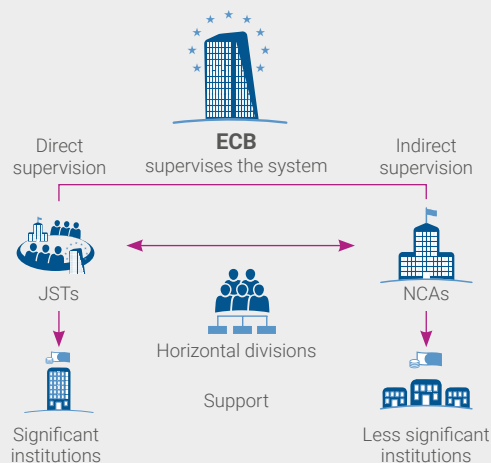 ECB
supervises the system
Direct
supervision
Indirect
supervision
JSTs
NCAs
Horizontal divisions
Support
Significant
institutions
Less significant
institutions